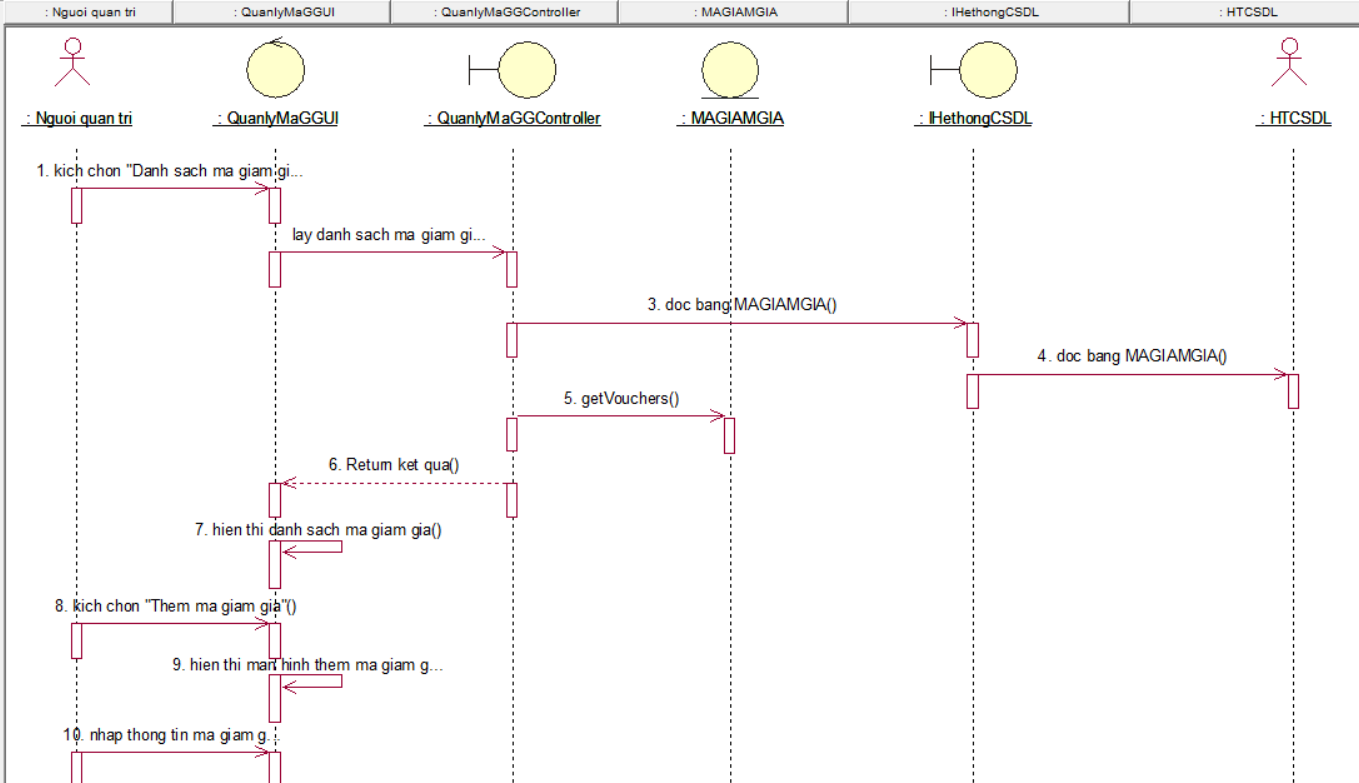 : Nguoi quan tri
: QuanlyMaGGUI
: QuanlyMaGGController
: MAGIAMGIA
: IHethongCSDL
: HTCSDL
: Nguoi quan tri
: QuanlyMaGGUI
: QuanlyMaGGController
: MAGIAMGIA
: IHethongCSDL
: HTCSDL
1. kich chon "Danh sach ma giam gi...
lay danh sach ma giam gi...
3. doc bang MAGIAMGIA()
4. doc bang MAGIAMGIA()
5. getVouchers()
6. Return ket qua()
7. hien thi danh sach ma giam gia()
8. kich chon "Them ma giam gia"()
9. hien thi man hinh them ma giam g...
10. nhap thong tin ma giam g...